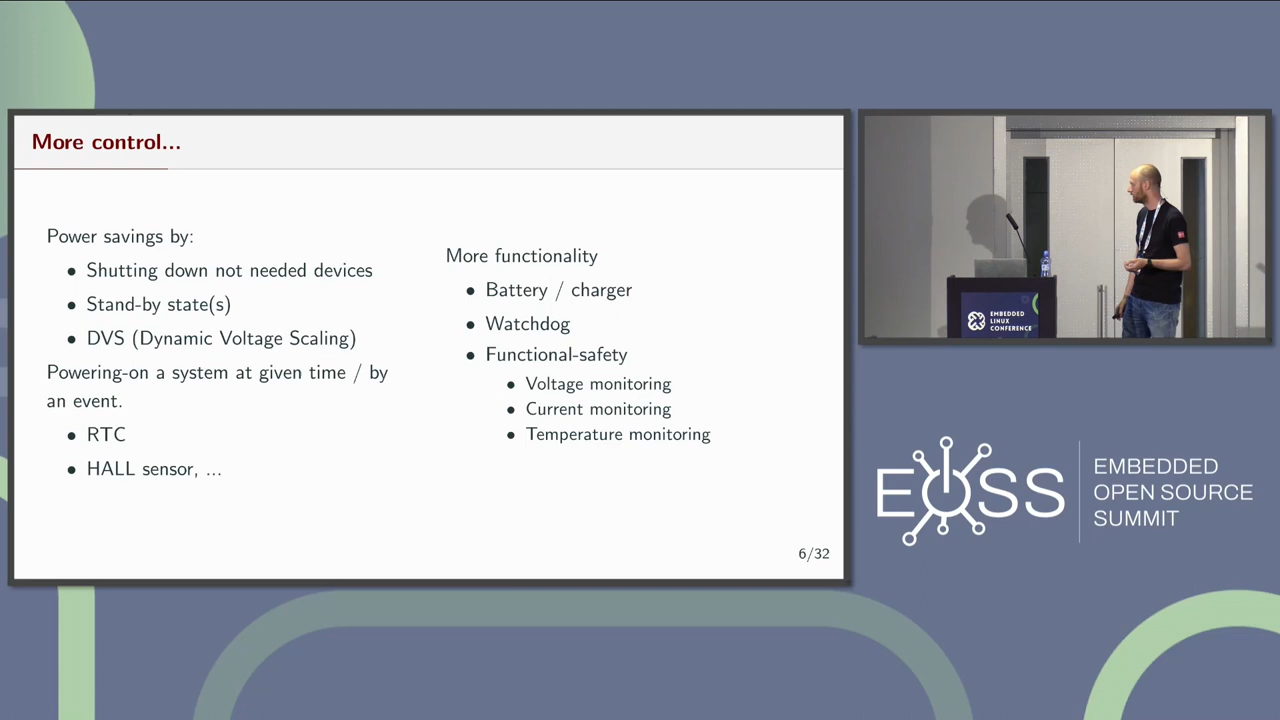 More control...
Power savings by:
• Shutting down not needed devices
• Stand-by state(s)
• DVS (Dynamic Voltage Scaling)
Powering-on a system at given time / by
an event.
• RTC
• HALL sensor, ...
More functionality
• Battery / charger
• Watchdog
• Functional-safety
• Voltage monitoring
• Current monitoring
• Temperature monitoring
6/32
EMBEDDED
LINUX
CONFERENCE
EOSS
EMBEDDED
OPEN SOURCE
SUMMIT